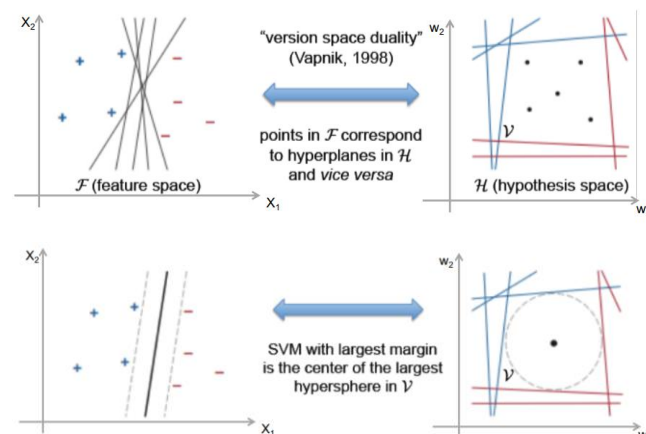 X₂
"version space duality"
(Vapnik, 1998)
points in ℱ correspond
to hyperplanes in ℋ
and vice versa
ℱ (feature space)
X₁
w₂
𝒱
ℋ (hypothesis space)
w
X₂
SVM with largest margin
is the center of the largest
hypersphere in 𝒱
X₁
w₂
𝒱